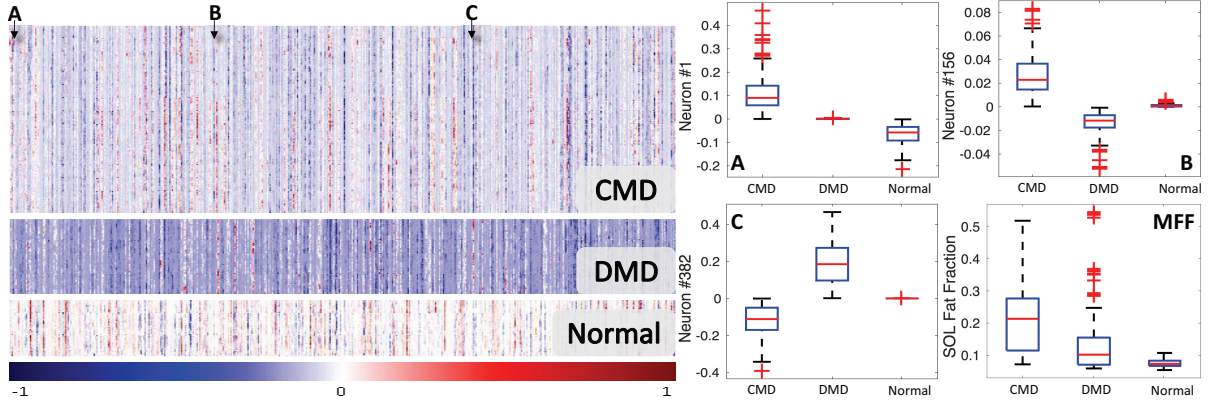 A B C
CMD
DMD
Normal
-1 0 1
Neuron #1
0.4
0.3
0.2
0.1
0
-0.1
-0.2
A
CMD DMD Normal
Neuron #156
0.08
0.06
0.04
0.02
0
-0.02
-0.04
B
CMD DMD Normal
Neuron #382
C
0.4
0.2
0
-0.2
-0.4
CMD DMD Normal
SOL Fat Fraction
MFF
0.5
0.4
0.3
0.2
0.1
CMD DMD Normal